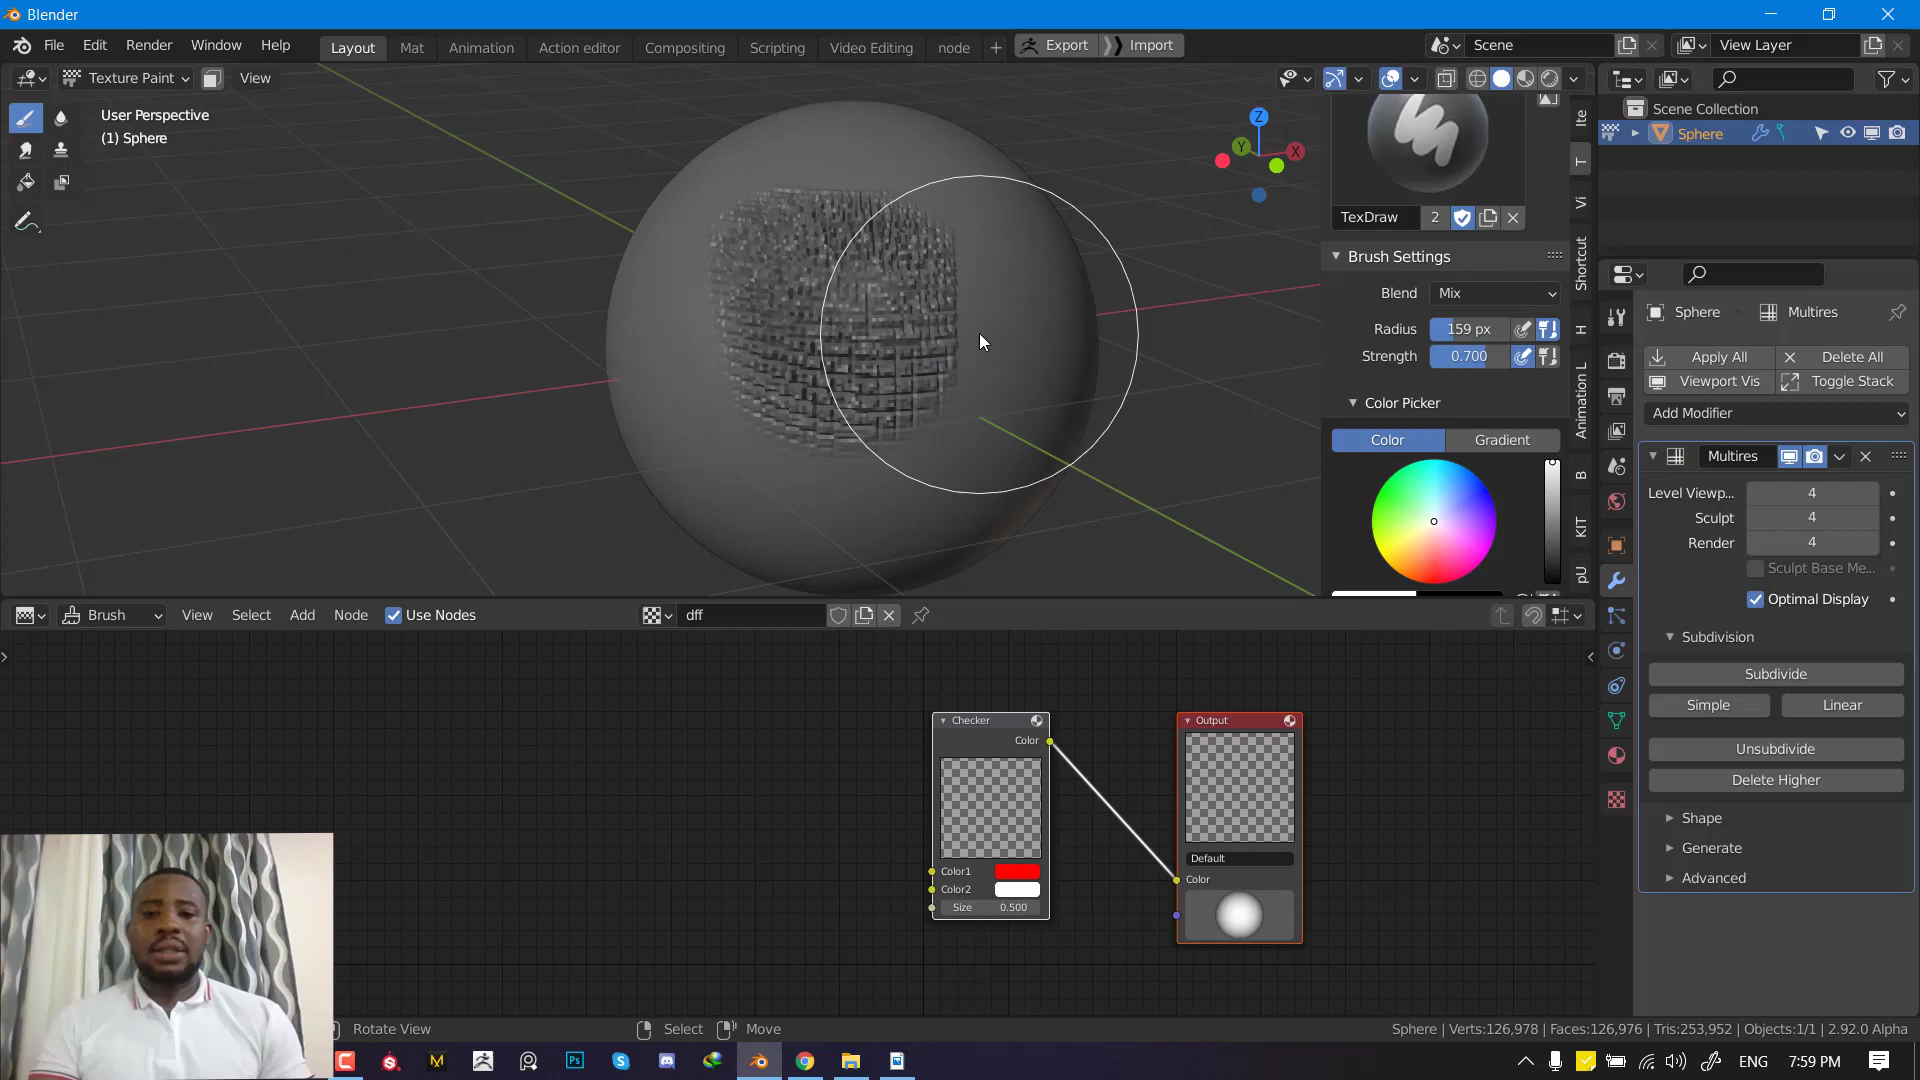 Blender
File Edit Render Window Help Layout Mat Animation Action editor Compositing Scripting Video Editing node + Export Import Scene View Layer
Texture Paint View
User Perspective
(1) Sphere
Z
Y
X
Ite
T
Vi
Shortcut
H
Animation L
B
KIT
pU
TexDraw 2
Brush Settings
Blend Mix
Radius 159 px
Strength 0.700
Color Picker
Color Gradient
Scene Collection
Sphere
Sphere Multires
Apply All Delete All
Viewport Vis Toggle Stack
Add Modifier
Multires
Level Viewp... 4
Sculpt 4
Render 4
Sculpt Base Me...
Optimal Display
Subdivision
Subdivide
Simple Linear
Unsubdivide
Delete Higher
Shape
Generate
Advanced
Brush View Select Add Node Use Nodes dff
Checker
Color
Color1
Color2
Size 0.500
Output
Default
Color
Rotate View Select Move
Sphere | Verts:126,978 | Faces:126,976 | Tris:253,952 | Objects:1/1 | 2.92.0 Alpha
Ps
ENG 7:59 PM